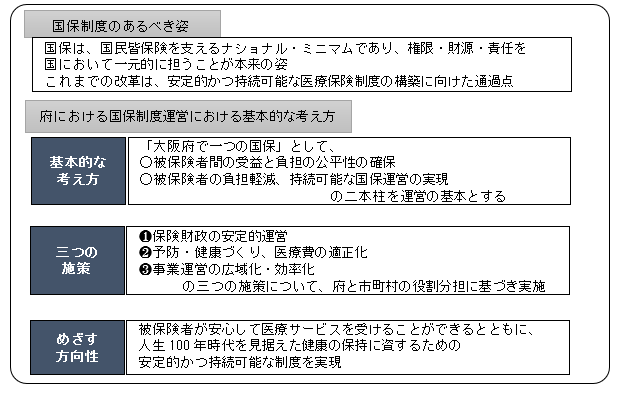 国保制度のあるべき姿
国保は、国民皆保険を支えるナショナル・ミニマムであり、権限・財源・責任を
国において一元的に担うことが本来の姿
これまでの改革は、安定的かつ持続可能な医療保険制度の構築に向けた通過点
府における国保制度運営における基本的な考え方
基本的な
考え方
「大阪府で一つの国保」として、
〇被保険者間の受益と負担の公平性の確保
〇被保険者の負担軽減、持続可能な国保運営の実現
の二本柱を運営の基本とする
三つの
施策
❶保険財政の安定的運営
❷予防・健康づくり、医療費の適正化
❸事業運営の広域化・効率化
の三つの施策について、府と市町村の役割分担に基づき実施
めざす
方向性
被保険者が安心して医療サービスを受けることができるとともに、
人生100年時代を見据えた健康の保持に資するための
安定的かつ持続可能な制度を実現